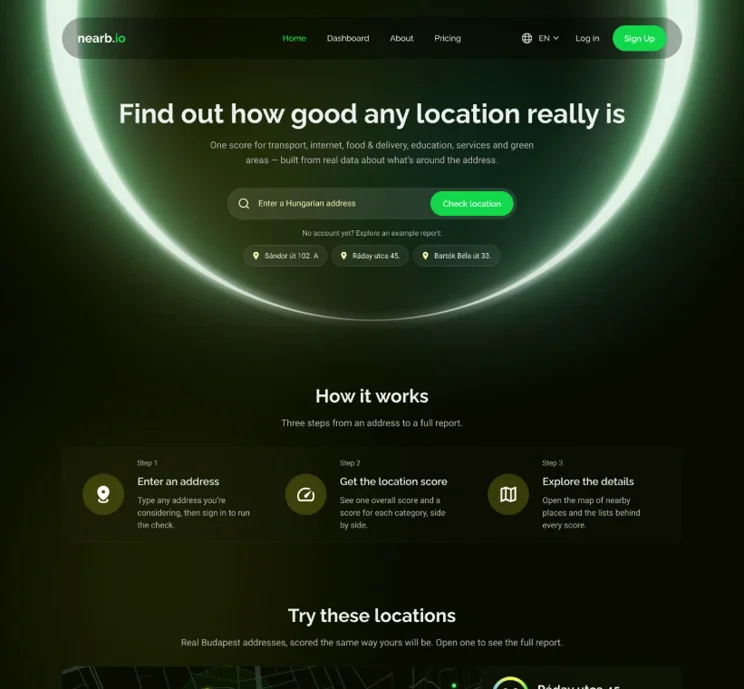 nearb.io
Home Dashboard About Pricing
EN Log in Sign Up
Find out how good any location really is
One score for transport, internet, food & delivery, education, services and green
areas — built from real data about what's around the address.
Enter a Hungarian address
Check location
No account yet? Explore an example report:
Sándor út 102. A Ráday utca 45. Bartók Béla út 33.
How it works
Three steps from an address to a full report.
Step 1
Enter an address
Type any address you're
considering, then sign in to run
the check.
Step 2
Get the location score
See one overall score and a
score for each category, side
by side.
Step 3
Explore the details
Open the map of nearby
places and the lists behind
every score.
Try these locations
Real Budapest addresses, scored the same way yours will be. Open one to see the full report.
Ráday utca 45